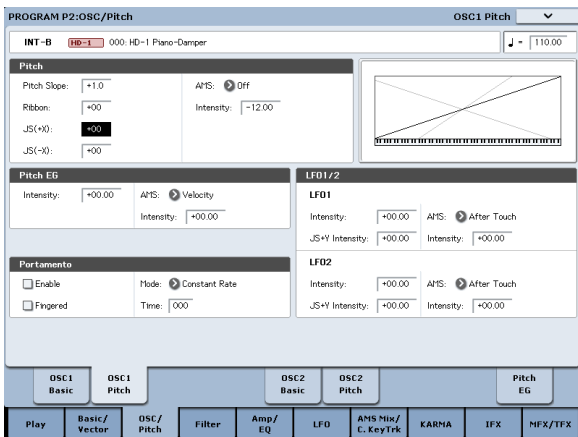 PROGRAM P2:OSC/Pitch OSC1 Pitch
INT-B HD-1 000: HD-1 Piano-Damper ♩ = 110.00
Pitch
Pitch Slope: +1.0 AMS: Off
Ribbon: +00 Intensity: -12.00
JS(+X): +00
JS(-X): +00
Pitch EG
Intensity: +00.00 AMS: Velocity
Intensity: +00.00
LFO1/2
LFO1
Intensity: +00.00 AMS: After Touch
JS+Y Intensity: +00.00 Intensity: +00.00
Portamento
Enable Mode: Constant Rate
Fingered Time: 000
LFO2
Intensity: +00.00 AMS: After Touch
JS+Y Intensity: +00.00 Intensity: +00.00
OSC1 Basic
OSC1 Pitch
OSC2 Basic
OSC2 Pitch
Pitch EG
Play
Basic/ Vector
OSC/ Pitch
Filter
Amp/ EQ
LFO
AMS Mix/ C. KeyTrk
KARMA
IFX
MFX/TFX